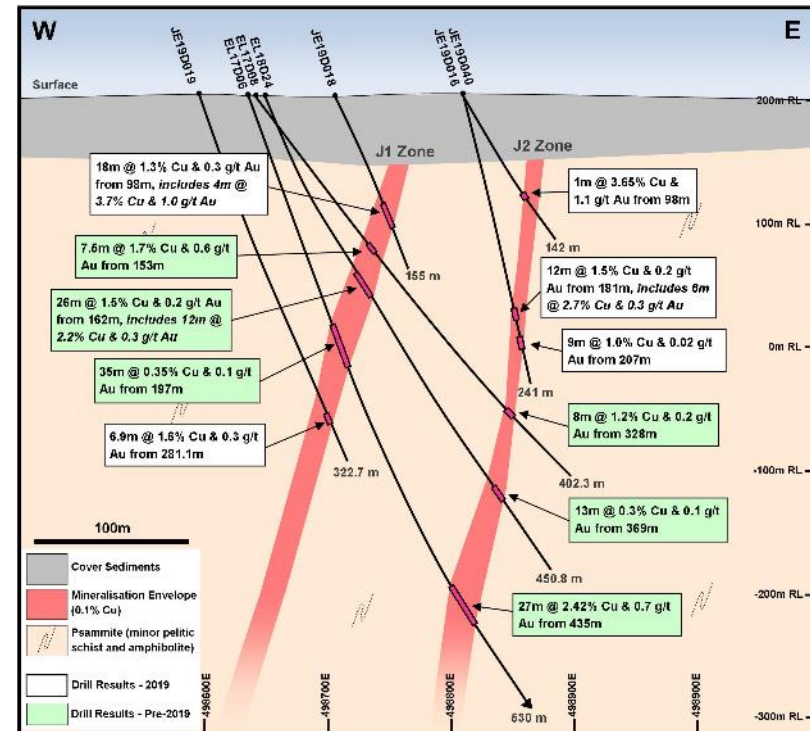 W
E
JE19D019
EL17D06
EL17D08
EL18D24
JE19D018
JE19D016
JE19D040
Surface
200m RL
J1 Zone
J2 Zone
18m @ 1.3% Cu & 0.3 g/t Au
from 98m, includes 4m @
3.7% Cu & 1.0 g/t Au
1m @ 3.65% Cu &
1.1 g/t Au from 98m
100m RL
7.5m @ 1.7% Cu & 0.6 g/t
Au from 153m
142 m
155 m
26m @ 1.5% Cu & 0.2 g/t Au
from 162m, includes 12m @
2.2% Cu & 0.3 g/t Au
12m @ 1.5% Cu & 0.2 g/t
Au from 181m, includes 6m
@ 2.7% Cu & 0.3 g/t Au
0m RL
9m @ 1.0% Cu & 0.02 g/t
Au from 207m
35m @ 0.35% Cu & 0.1 g/t
Au from 197m
241 m
6.9m @ 1.6% Cu & 0.3 g/t
Au from 281.1m
8m @ 1.2% Cu & 0.2 g/t
Au from 328m
322.7 m
402.3 m
-100m RL
100m
13m @ 0.3% Cu & 0.1 g/t
Au from 369m
450.8 m
Cover Sediments
Mineralisation Envelope
(0.1% Cu)
-200m RL
27m @ 2.42% Cu & 0.7 g/t
Au from 435m
Psammite (minor pelitic
schist and amphibolite)
Drill Results - 2019
Drill Results - Pre-2019
498600E
498700E
498800E
498900E
498900E
530 m
-300m RL